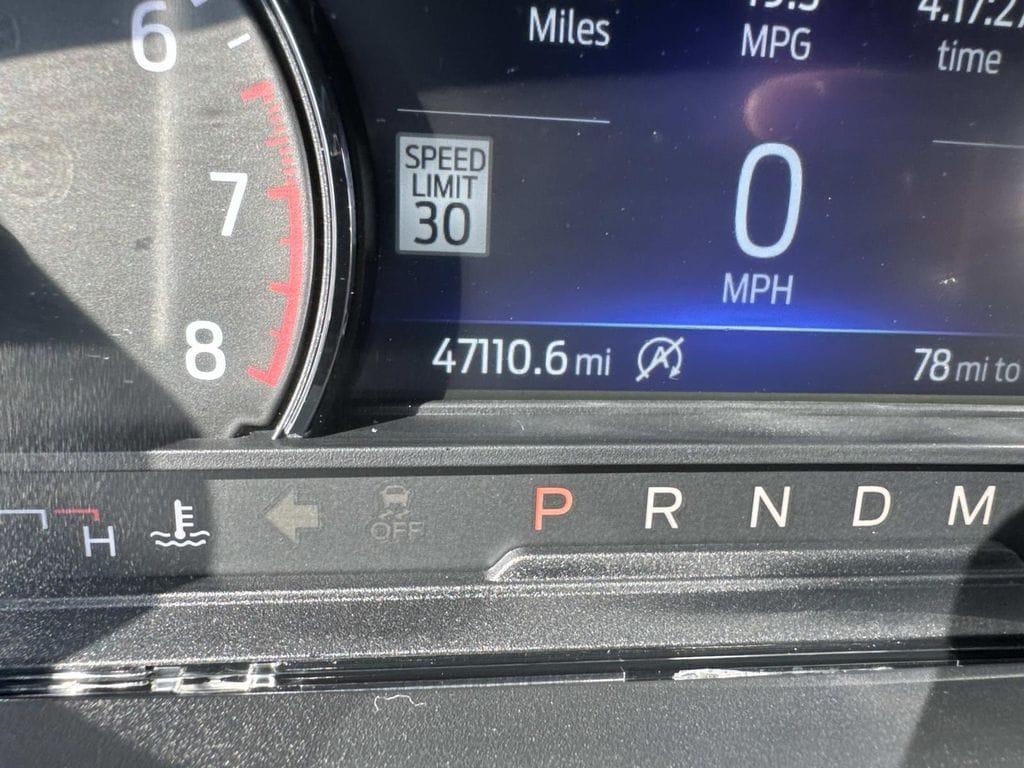 6
7
8
Miles
MPG
time
SPEED
LIMIT
30
0
MPH
47110.6 mi
78 mi to
H
OFF
P R N D M